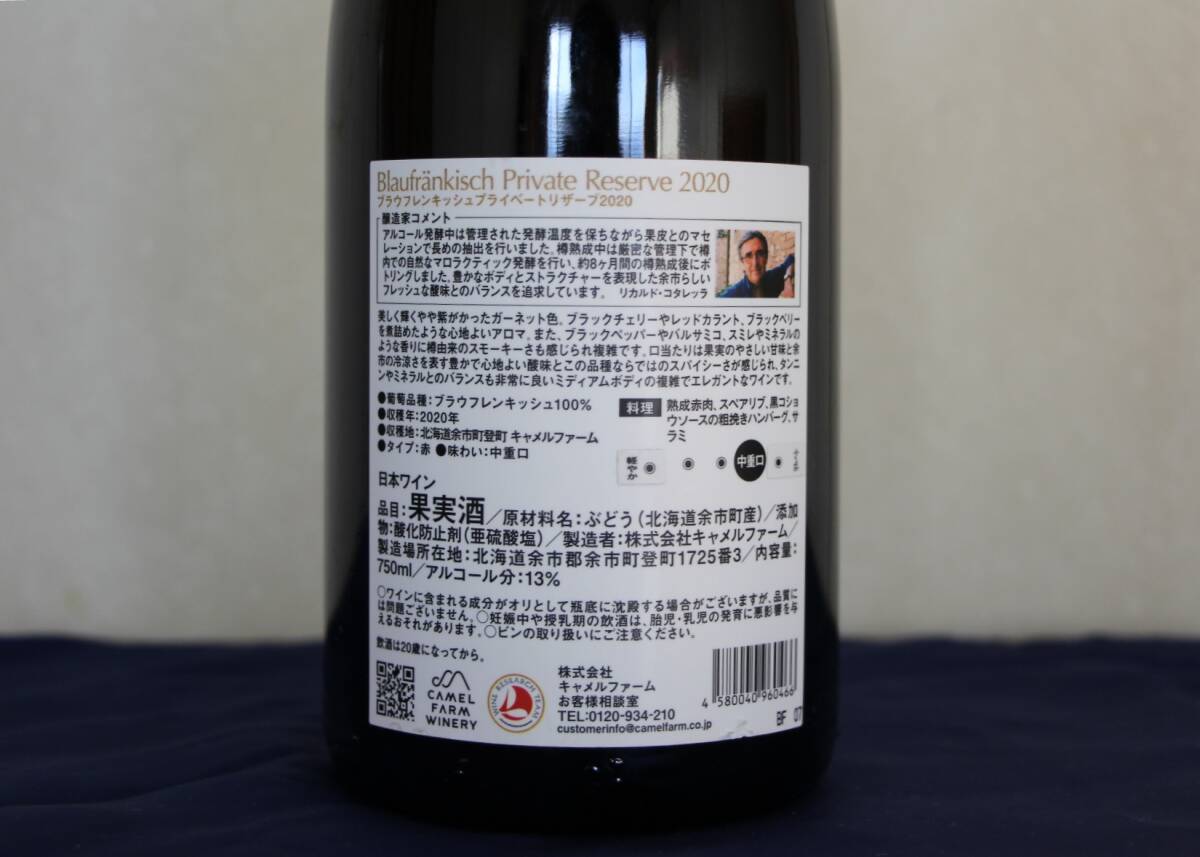 Blaufränkisch Private Reserve 2020
ブラウフレンキッシュプライベートリザーブ2020
醸造家コメント
アルコール発酵中は管理された発酵温度を保ちながら果皮とのマセ
レーションで長めの抽出を行いました。樽熟成中は厳密な管理下で樽
内での自然なマロラクティック発酵を行い、約8ヶ月間の樽熟成後にボ
トリングしました。豊かなボディとストラクチャーを表現した余市らしい
フレッシュな酸味とのバランスを追求しています。 リカルド・コタレッラ
美しく輝くやや紫がかったガーネット色。ブラックチェリーやレッドカラント、ブラックベリー
を煮詰めたような心地よいアロマ。また、ブラックペッパーやバルサミコ、スミレやミネラルの
ような香りに樽由来のスモーキーさも感じられ複雑です。口当たりは果実のやさしい甘味と余
市の冷涼さを表す豊かで心地よい酸味とこの品種ならではのスパイシーさが感じられ、タンニ
ンやミネラルとのバランスも非常に良いミディアムボディの複雑でエレガントなワインです。
●葡萄品種:ブラウフレンキッシュ100%
●収穫年:2020年
●収穫地:北海道余市町登町 キャメルファーム
●タイプ:赤 ●味わい:中重口
料理 熟成赤肉、スペアリブ、黒コショ
ウソースの粗挽きハンバーグ、サ
ラミ
軽やか 中重口
日本ワイン
品目:果実酒/原材料名:ぶどう(北海道余市町産)/添加
物:酸化防止剤(亜硫酸塩)/製造者:株式会社キャメルファーム/
製造場所在地:北海道余市郡余市町登町1725番3/内容量:
750ml/アルコール分:13%
○ワインに含まれる成分がオリとして瓶底に沈殿する場合がございますが、品質に
は問題ございません。○妊娠中や授乳期の飲酒は、胎児・乳児の発育に悪影響を与
えるおそれがあります。○ビンの取り扱いにご注意ください。
飲酒は20歳になってから。
CAMEL
FARM
WINERY
WINE RESEARCH TEAM
株式会社
キャメルファーム
お客様相談室
TEL:0120-934-210
customerinfo@camelfarm.co.jp
4 580040 960466
BF 07